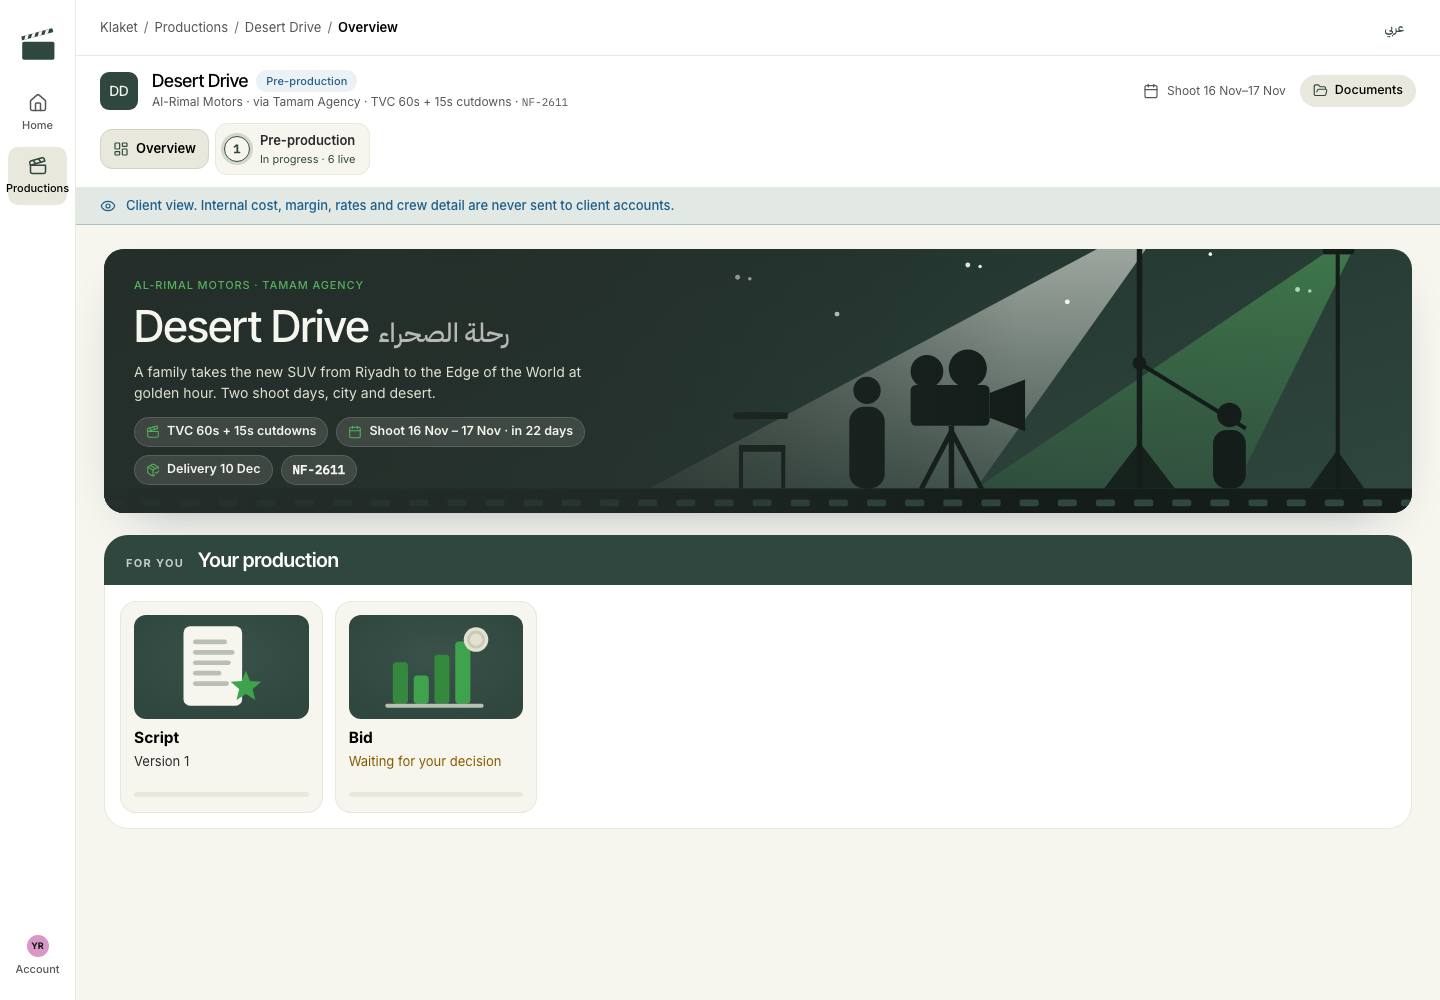 Klaket / Productions / Desert Drive / Overview
عربي
Home
Productions
DD
Desert Drive Pre-production
Al-Rimal Motors · via Tamam Agency · TVC 60s + 15s cutdowns · NF-2611
Shoot 16 Nov–17 Nov
Documents
Overview
1
Pre-production
In progress · 6 live
Client view. Internal cost, margin, rates and crew detail are never sent to client accounts.
AL-RIMAL MOTORS · TAMAM AGENCY
Desert Drive رحلة الصحراء
A family takes the new SUV from Riyadh to the Edge of the World at
golden hour. Two shoot days, city and desert.
TVC 60s + 15s cutdowns
Shoot 16 Nov – 17 Nov · in 22 days
Delivery 10 Dec
NF-2611
FOR YOU Your production
Script
Version 1
Bid
Waiting for your decision
YR
Account